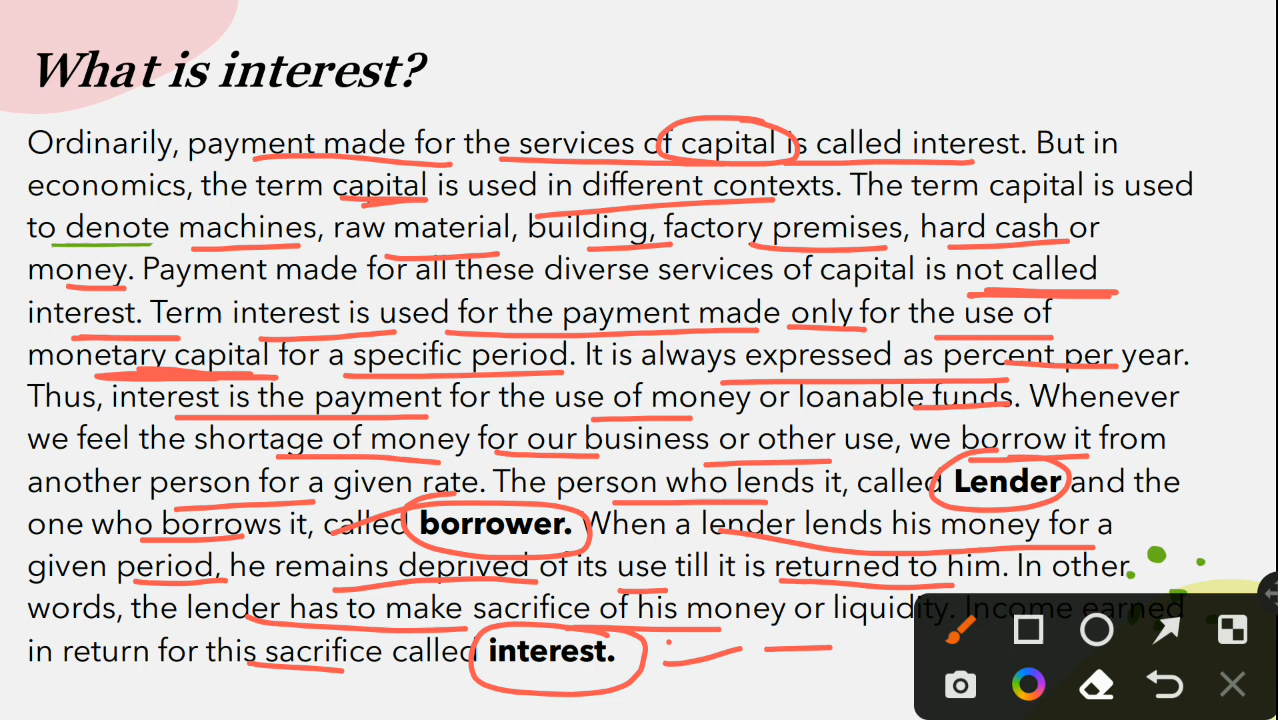 What is interest?
Ordinarily, payment made for the services of capital is called interest. But in
economics, the term capital is used in different contexts. The term capital is used
to denote machines, raw material, building, factory premises, hard cash or
money. Payment made for all these diverse services of capital is not called
interest. Term interest is used for the payment made only for the use of
monetary capital for a specific period. It is always expressed as percent per year.
Thus, interest is the payment for the use of money or loanable funds. Whenever
we feel the shortage of money for our business or other use, we borrow it from
another person for a given rate. The person who lends it, called Lender and the
one who borrows it, called borrower. When a lender lends his money for a
given period, he remains deprived of its use till it is returned to him. In other
words, the lender has to make sacrifice of his money or liquidity. Income earned
in return for this sacrifice called interest.